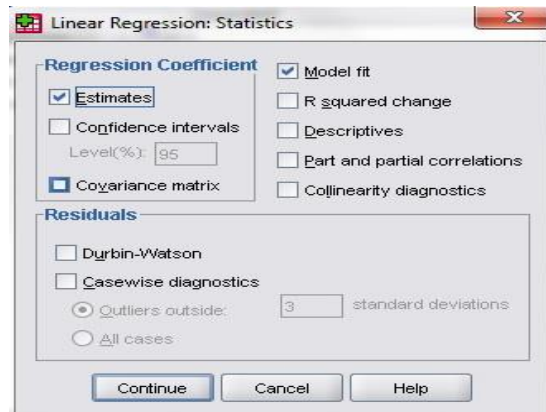 Linear Regression: Statistics
Regression Coefficient
Estimates
Confidence intervals
Level(%): 95
Covariance matrix
Model fit
R squared change
Descriptives
Part and partial correlations
Collinearity diagnostics
Residuals
Durbin-Watson
Casewise diagnostics
Outliers outside: 3 standard deviations
All cases
Continue Cancel Help